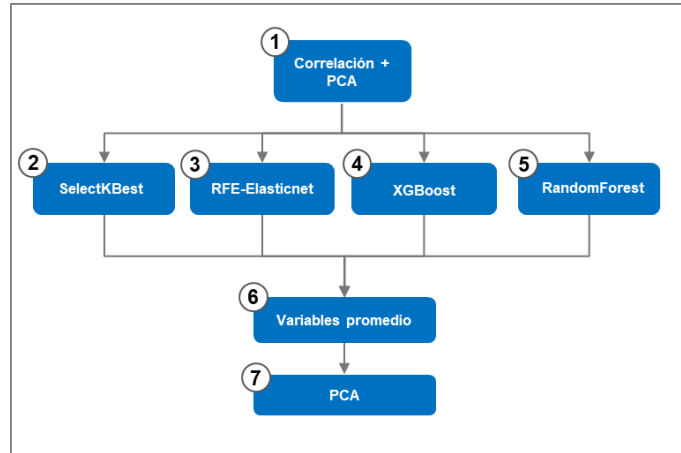 1
Correlación +
PCA
2
SelectKBest
3
RFE-Elasticnet
4
XGBoost
5
RandomForest
6
Variables promedio
7
PCA